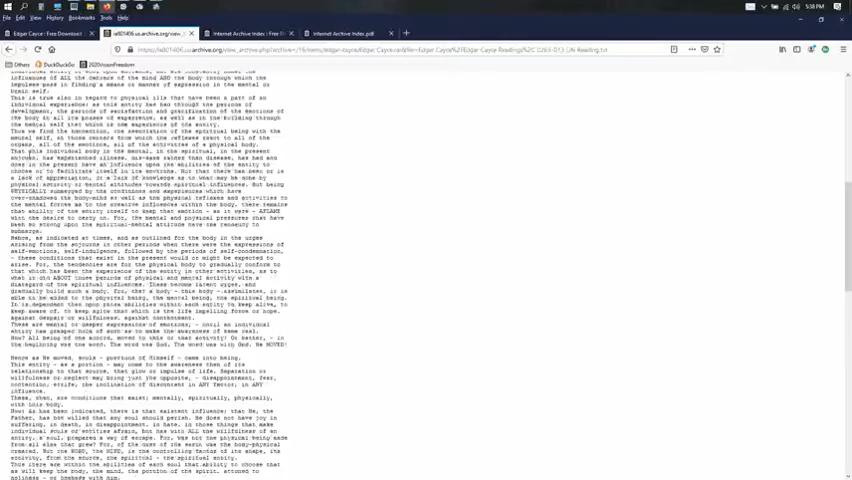 5:38 PM
File Edit View History Bookmarks Tools Help
Edgar Cayce : Free Download
ia801406.us.archive.org/view_
Internet Archive Index : Free D
Internet Archive Index.pdf
Others DuckDuckGo 2020visionFreedom
influences of ALL the
impulses pass in finding a means or manner of expression in the mental or
human self.
This is true also in regard to physical ills that have been a part of an
individual experience; as this entity has had through the periods of
development, the periods of satisfaction and gratification of the emotions of
the body in all its phases of experience, as well as in the building through
the mental that which is the experience of the entity.
Thus we find the connection, the association of the spiritual being with the
mental self, in those centers from which the reflexes react to all of the
organs, all of the emotions, all of the activities of a physical body.
That this individual body in the mental, in the spiritual, in the present
sojourn, has experienced illness, dis-ease rather than disease, has had and
does in the present have an influence upon the abilities of the entity to
choose or to facilitate itself in its environs. Not that there has been or is
a lack of appreciation, or a lack of knowledge as to what may be done by
physical activity or mental attitudes towards spiritual influences. But being
PHYSICALLY submerged by the conditions and experiences which have
over-shadowed the body-mind as well as the physical reflexes and activities to
the mental forces as to the creative influences within the body, there remains
that ability of the entity itself to keep that emotion - as it were - AFLAME
with the desire to carry on. For, the mental and physical pressures that have
been so strong upon the spiritual-mental attitude have the tendency to
submerge.
Hence, as indicated at times, and as outlined for the body in the urges
arising from the sojourns in other periods when there were the expressions of
self-emotions, self-indulgence, followed by the periods of self-condemnation,
- these conditions that exist in the present would or might be expected to
arise. For, the tendencies are for the physical body to gradually conform to
that which has been the experience of the entity in other activities, as to
what it did ABOUT those periods of physical and mental activity with a
disregard of the spiritual influences. These become latent urges, and
gradually build such a body. For, that a body - this body - assimilates, it is
able to be added to the physical being, the mental being, the spiritual being.
It is dependent then upon those abilities within each entity to keep alive, to
keep aware of, to keep aglow that which is the life impelling force or hope,
against despair or willfulness, against contentment.
These are mental or deeper expressions of emotions; - until an individual
entity has grasped hold of such as to make the awareness of same real.
How? All being of one accord, moved to this or that activity? Or better, - in
the beginning was the word. The word was God. The word was with God. He MOVED!
Hence as He moved, souls - portions of Himself - came into being.
This entity - as a portion - may come to the awareness then of its
relationship to that source, that glow or impulse of life. Separation or
willfulness or neglect may bring just the opposite, - disappointment, fear,
contention, strife, the inclination of discontent in ANY factor, in ANY
influence.
These, then, are conditions that exist; mentally, spiritually, physically,
with this body.
Now: As has been indicated, there is that existent influence; that He, the
Father, has not willed that any soul should perish. He does not have joy in
suffering, in death, in disappointment, in hate, in those things that make
individual souls or entities afraid, but has with ALL the willfulness of an
entity, a soul, prepared a way of escape. For, was not the physical being made
from all else that grew? For, of the dust of the earth was the body-physical
created. But the WORD, the MIND, is the controlling factor of its shape, its
activity, from the source, the spiritual - the spiritual entity.
Thus there are within the abilities of each soul that ability to choose that
as will keep the body, the mind, the portion of the spirit, attuned to
holiness - or oneness with him.